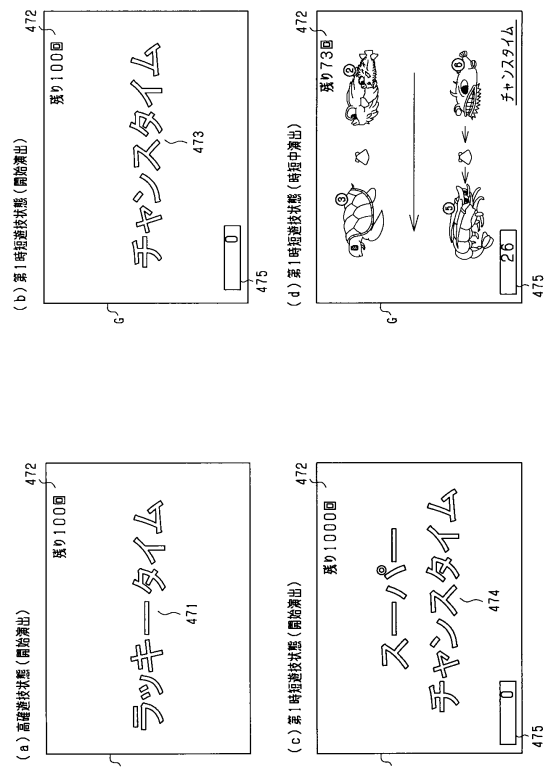 (a) 高確遊技状態(開始演出)
472
残り100回
ラッキータイム
471
(b) 第1時短遊技状態(開始演出)
472
残り100回
チャンスタイム
473
0
475
G
(c) 第1時短遊技状態(開始演出)
472
残り1000回
スーパー
チャンスタイム
474
0
475
(d) 第1時短遊技状態(時短中演出)
472
残り73回
3
2
5
6
チャンスタイム
26
475
G